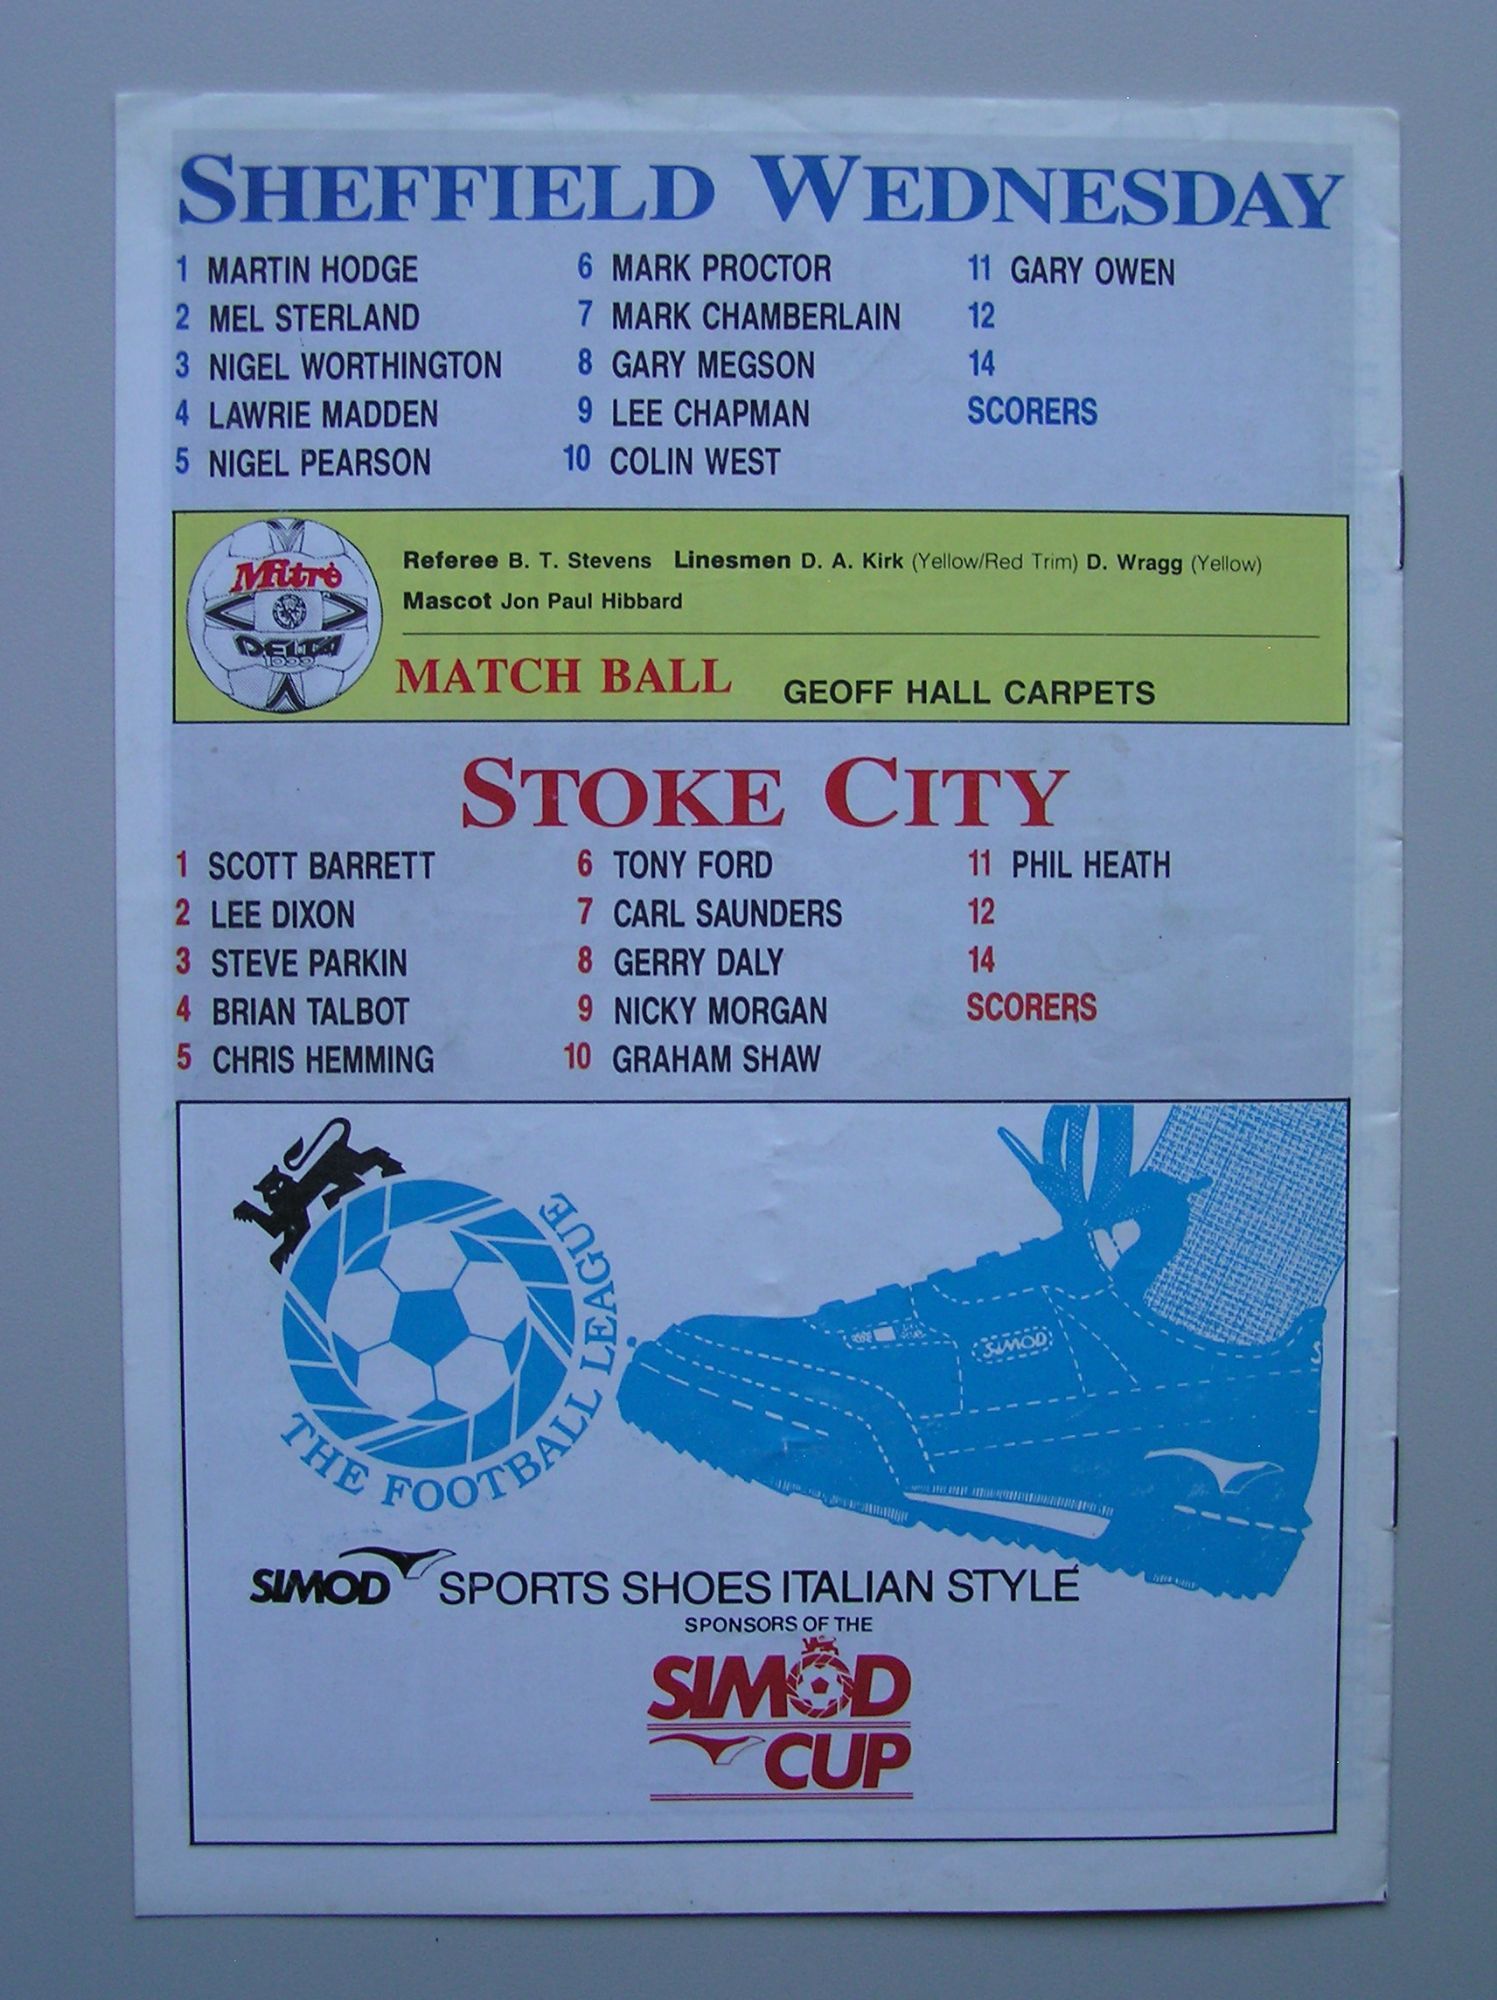 SHEFFIELD WEDNESDAY
1 MARTIN HODGE
2 MEL STERLAND
3 NIGEL WORTHINGTON
4 LAWRIE MADDEN
5 NIGEL PEARSON
6 MARK PROCTOR
7 MARK CHAMBERLAIN
8 GARY MEGSON
9 LEE CHAPMAN
10 COLIN WEST
11 GARY OWEN
12
14
SCORERS
Mitre
DELTA
1000
Referee B. T. Stevens Linesmen D. A. Kirk (Yellow/Red Trim) D. Wragg (Yellow)
Mascot Jon Paul Hibbard
MATCH BALL GEOFF HALL CARPETS
STOKE CITY
1 SCOTT BARRETT
2 LEE DIXON
3 STEVE PARKIN
4 BRIAN TALBOT
5 CHRIS HEMMING
6 TONY FORD
7 CARL SAUNDERS
8 GERRY DALY
9 NICKY MORGAN
10 GRAHAM SHAW
11 PHIL HEATH
12
14
SCORERS
THE FOOTBALL LEAGUE
SIMOD
SIMOD SPORTS SHOES ITALIAN STYLE
SPONSORS OF THE
SIMOD
CUP